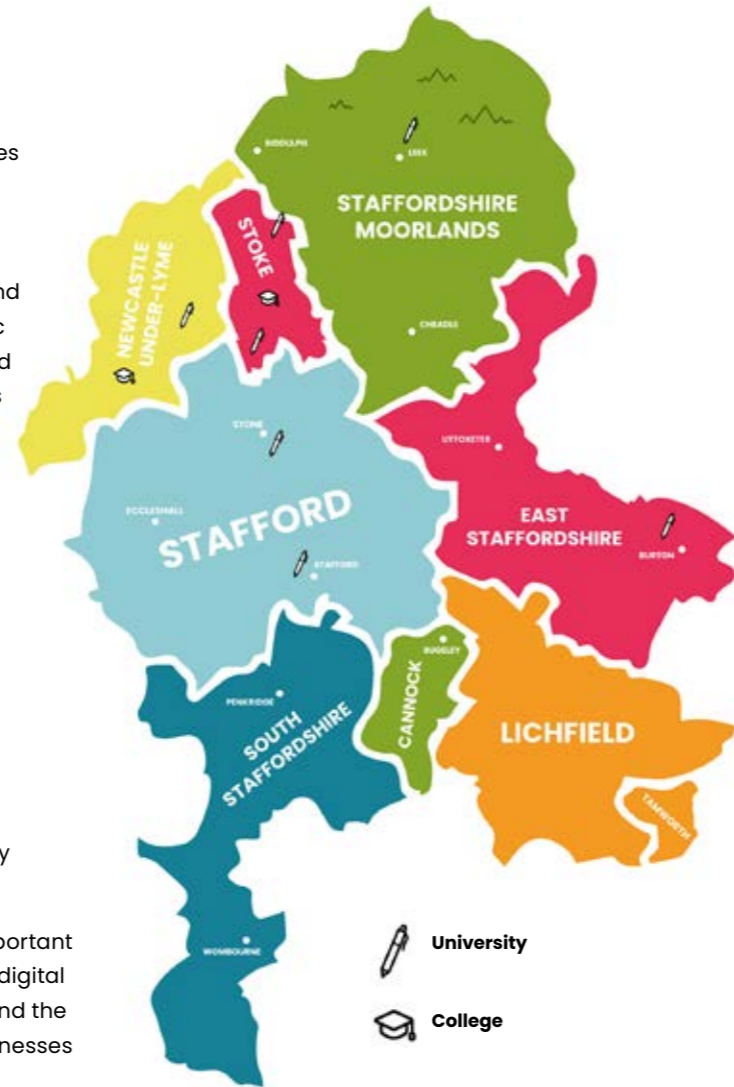 es
nd
c
d
s
y
portant
digital
nd the
nesses
BIDDULPH
LEEK
STAFFORDSHIRE
MOORLANDS
CHEADLE
NEWCASTLE
UNDER-LYME
STOKE
STONE
ECCLESHALL
STAFFORD
STAFFORD
UTTOXETER
EAST
STAFFORDSHIRE
BURTON
RUGELEY
CANNOCK
PENKRIDGE
SOUTH
STAFFORDSHIRE
LICHFIELD
TAMWORTH
WOMBOURNE
University
College